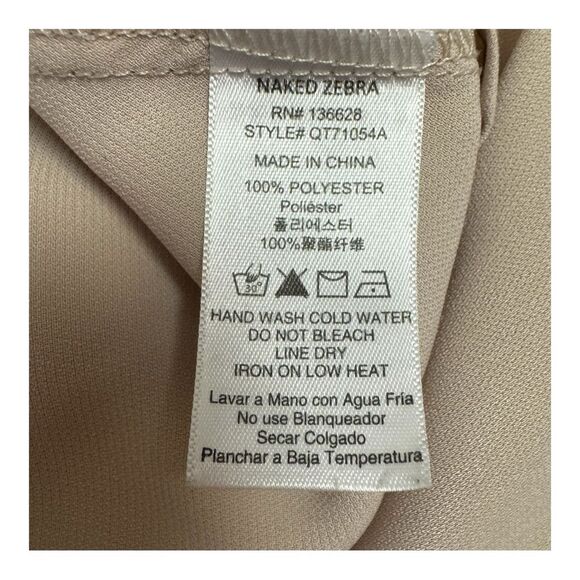 NAKED ZEBRA
RN# 136628
STYLE# QT71054A
MADE IN CHINA
100% POLYESTER
Poliéster
폴리에스터
100%聚酯纤维
30°
HAND WASH COLD WATER
DO NOT BLEACH
LINE DRY
IRON ON LOW HEAT
Lavar a Mano con Agua Fría
No use Blanqueador
Secar Colgado
Planchar a Baja Temperatura